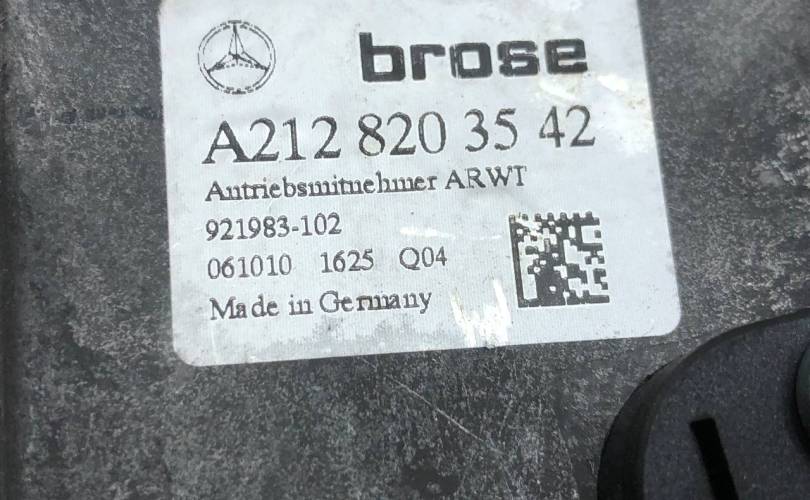 brose
A212 820 35 42
Antriebsmitnehmer ARWT
921983-102
061010 1625 Q04
Made in Germany